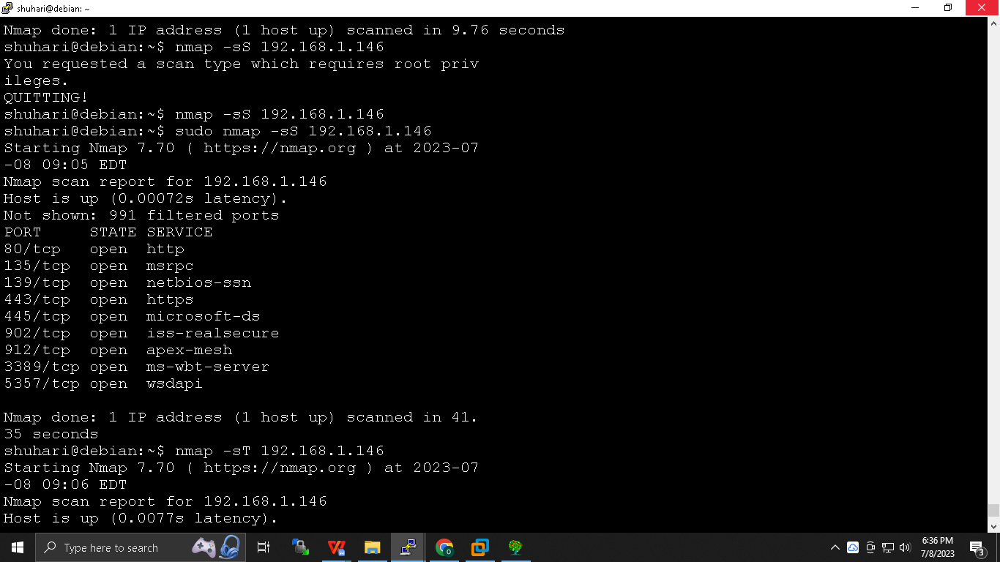 shuhari@debian: ~
Nmap done: 1 IP address (1 host up) scanned in 9.76 seconds
shuhari@debian:~$ nmap -sS 192.168.1.146
You requested a scan type which requires root priv
ileges.
QUITTING!
shuhari@debian:~$ nmap -sS 192.168.1.146
shuhari@debian:~$ sudo nmap -sS 192.168.1.146
Starting Nmap 7.70 ( https://nmap.org ) at 2023-07
-08 09:05 EDT
Nmap scan report for 192.168.1.146
Host is up (0.00072s latency).
Not shown: 991 filtered ports
PORT     STATE SERVICE
80/tcp   open  http
135/tcp  open  msrpc
139/tcp  open  netbios-ssn
443/tcp  open  https
445/tcp  open  microsoft-ds
902/tcp  open  iss-realsecure
912/tcp  open  apex-mesh
3389/tcp open  ms-wbt-server
5357/tcp open  wsdapi
Nmap done: 1 IP address (1 host up) scanned in 41.
35 seconds
shuhari@debian:~$ nmap -sT 192.168.1.146
Starting Nmap 7.70 ( https://nmap.org ) at 2023-07
-08 09:06 EDT
Nmap scan report for 192.168.1.146
Host is up (0.0077s latency).
Type here to search
6:36 PM
7/8/2023
3